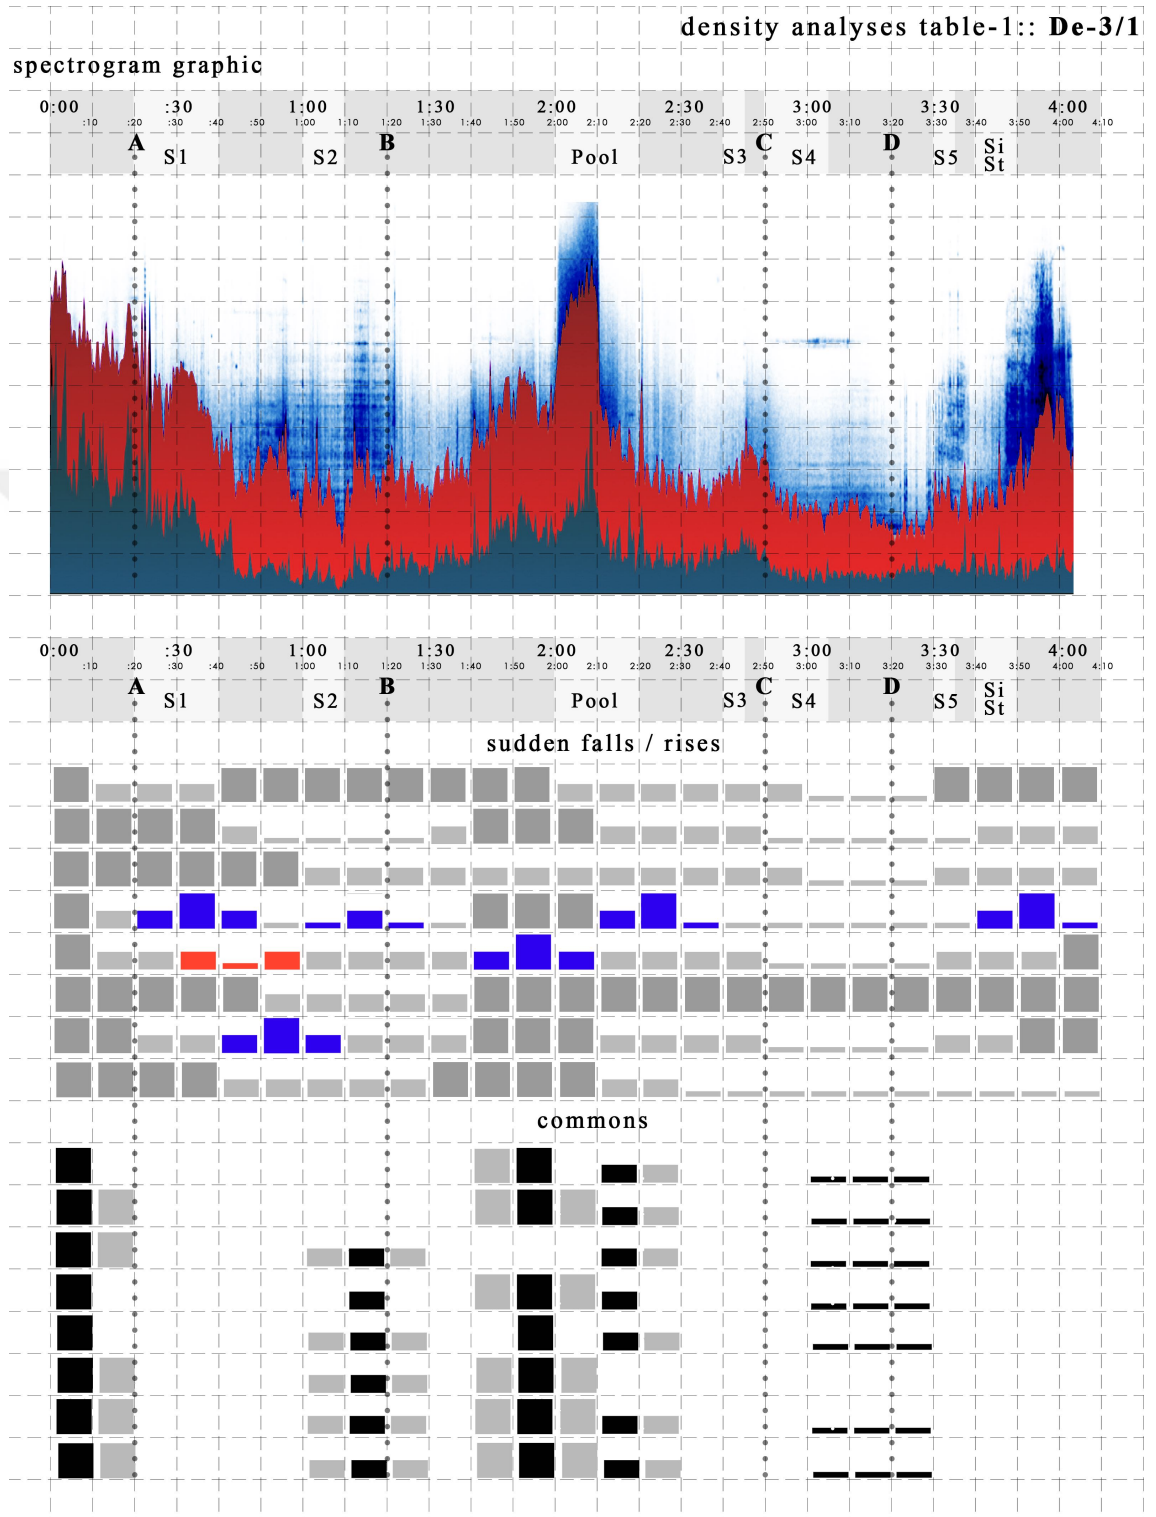 density analyses table-1:: De-3/1
spectrogram graphic
0:00 :30 1:00 1:30 2:00 2:30 3:00 3:30 4:00
:10 :20 :30 :40 :50 1:00 1:10 1:20 1:30 1:40 1:50 2:00 2:10 2:20 2:30 2:40 2:50 3:00 3:10 3:20 3:30 3:40 3:50 4:00 4:10
A B C D
S1 S2 Pool S3 S4 S5 Si
St
0:00 :30 1:00 1:30 2:00 2:30 3:00 3:30 4:00
:10 :20 :30 :40 :50 1:00 1:10 1:20 1:30 1:40 1:50 2:00 2:10 2:20 2:30 2:40 2:50 3:00 3:10 3:20 3:30 3:40 3:50 4:00 4:10
A B C D
S1 S2 Pool S3 S4 S5 Si
St
sudden falls / rises
commons